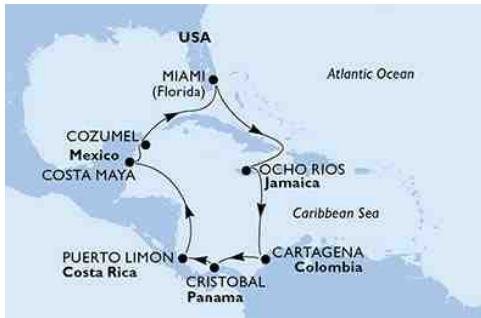 USA
MIAMI
(Florida)
Atlantic Ocean
COZUMEL
Mexico
COSTA MAYA
OCHO RIOS
Jamaica
Caribbean Sea
PUERTO LIMON
Costa Rica
CRISTOBAL
Panama
CARTAGENA
Colombia